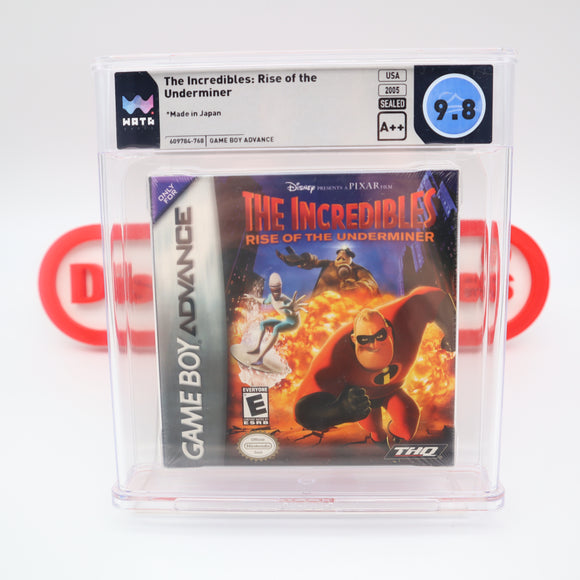 WATA
The Incredibles: Rise of the
Underminer
*Made in Japan
609784-760 | GAME BOY ADVANCE
USA
2005
SEALED
A++
9.8
ONLY
FOR
GAME BOY ADVANCE
DISNEY PRESENTS A PIXAR FILM
THE INCREDIBLES
RISE OF THE UNDERMINER
EVERYONE
E
ESRB
Official
Nintendo
Seal
THQ